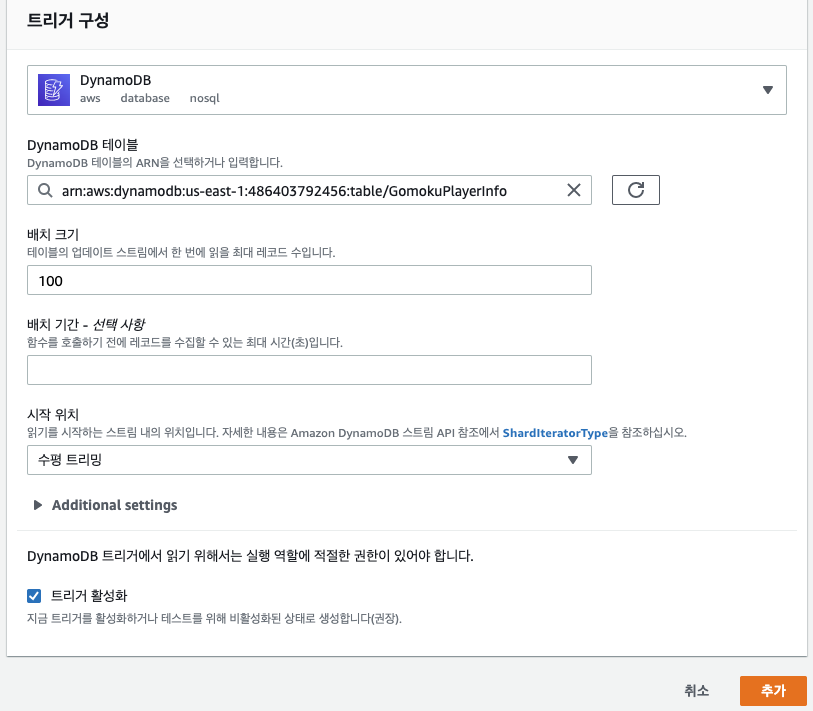 트리거 구성
DynamoDB
aws database nosql
DynamoDB 테이블
DynamoDB 테이블의 ARN을 선택하거나 입력합니다.
arn:aws:dynamodb:us-east-1:486403792456:table/GomokuPlayerInfo
배치 크기
테이블의 업데이트 스트림에서 한 번에 읽을 최대 레코드 수입니다.
100
배치 기간 - 선택 사항
함수를 호출하기 전에 레코드를 수집할 수 있는 최대 시간(초)입니다.
시작 위치
읽기를 시작하는 스트림 내의 위치입니다. 자세한 내용은 Amazon DynamoDB 스트림 API 참조에서 ShardIteratorType을 참조하십시오.
수평 트리밍
Additional settings
DynamoDB 트리거에서 읽기 위해서는 실행 역할에 적절한 권한이 있어야 합니다.
트리거 활성화
지금 트리거를 활성화하거나 테스트를 위해 비활성화된 상태로 생성합니다(권장).
취소 추가